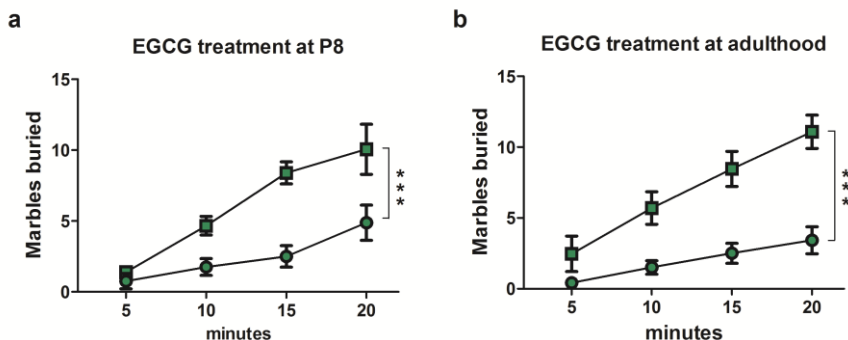 a
EGCG treatment at P8
Marbles buried
15
10
5
0
5 10 15 20
minutes
***
b
EGCG treatment at adulthood
Marbles buried
15
10
5
0
5 10 15 20
minutes
***